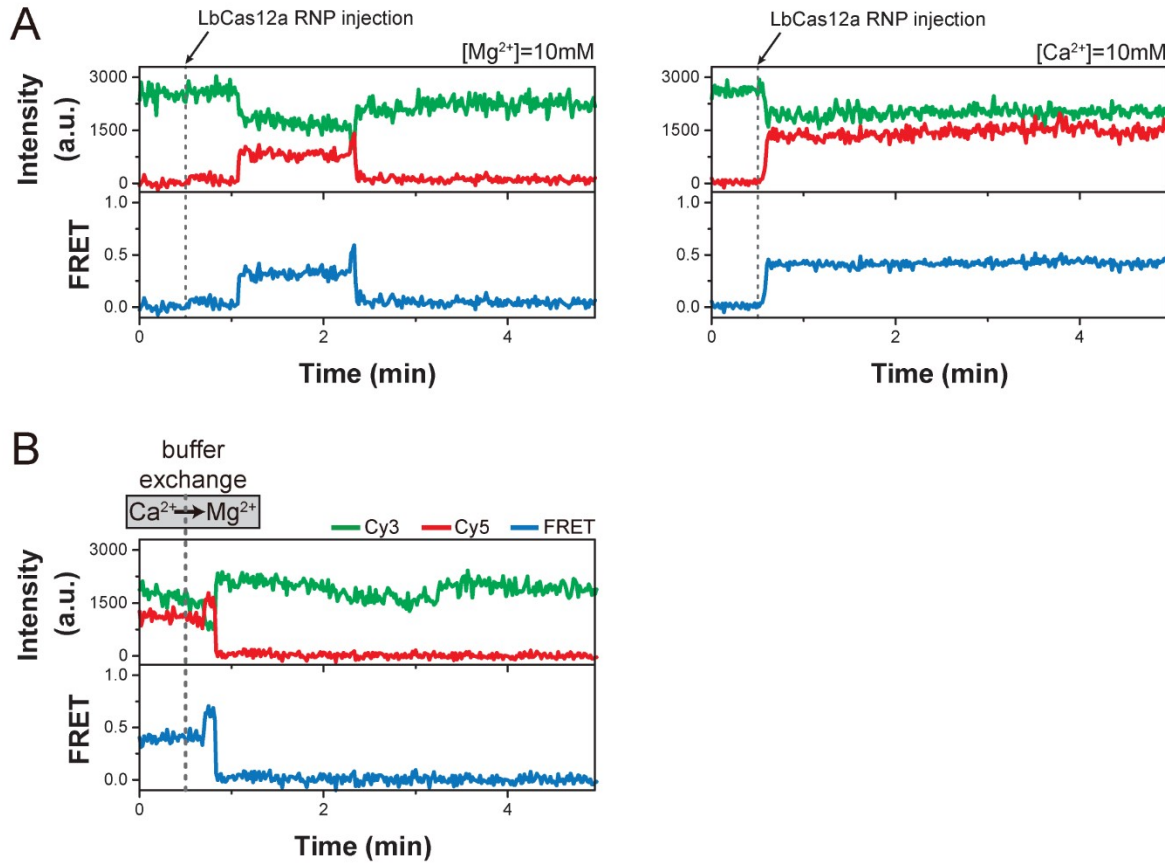 A
LbCas12a RNP injection
[Mg2+]=10mM
Intensity
(a.u.)
3000
1500
0
FRET
1.0
0.5
0.0
0
2
4
Time (min)
LbCas12a RNP injection
[Ca2+]=10mM
Intensity
(a.u.)
3000
1500
0
FRET
1.0
0.5
0.0
0
2
4
Time (min)
B
buffer
exchange
Ca2+→Mg2+
Cy3 Cy5 FRET
Intensity
(a.u.)
3000
1500
0
FRET
1.0
0.5
0.0
0
2
4
Time (min)